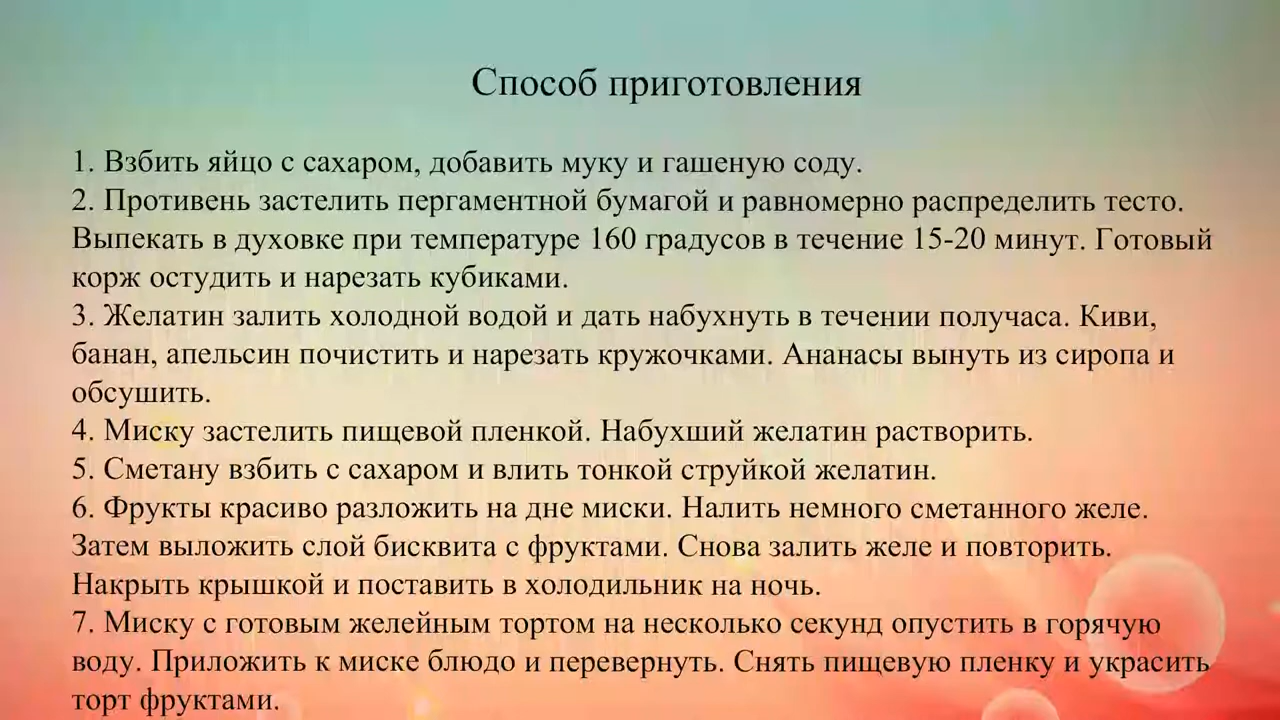 Способ приготовления
1. Взбить яйцо с сахаром, добавить муку и гашеную соду.
2. Противень застелить пергаментной бумагой и равномерно распределить тесто.
Выпекать в духовке при температуре 160 градусов в течение 15-20 минут. Готовый
корж остудить и нарезать кубиками.
3. Желатин залить холодной водой и дать набухнуть в течении получаса. Киви,
банан, апельсин почистить и нарезать кружочками. Ананасы вынуть из сиропа и
обсушить.
4. Миску застелить пищевой пленкой. Набухший желатин растворить.
5. Сметану взбить с сахаром и влить тонкой струйкой желатин.
6. Фрукты красиво разложить на дне миски. Налить немного сметанного желе.
Затем выложить слой бисквита с фруктами. Снова залить желе и повторить.
Накрыть крышкой и поставить в холодильник на ночь.
7. Миску с готовым желейным тортом на несколько секунд опустить в горячую
воду. Приложить к миске блюдо и перевернуть. Снять пищевую пленку и украсить
торт фруктами.